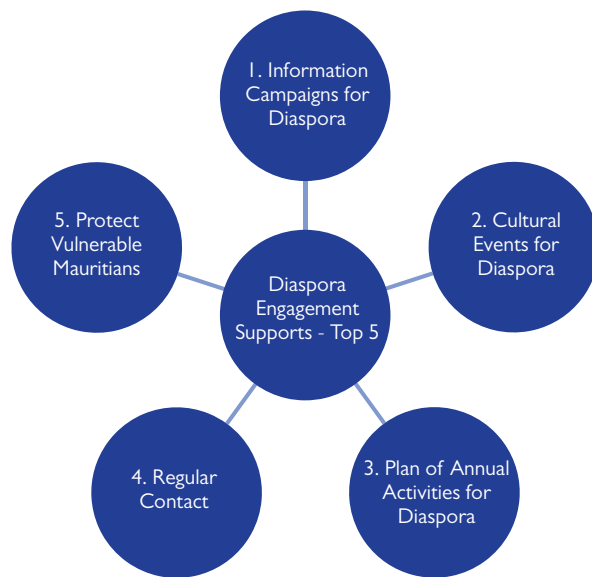 1. Information
Campaigns for
Diaspora
2. Cultural
Events for
Diaspora
3. Plan of Annual
Activities for
Diaspora
4. Regular
Contact
5. Protect
Vulnerable
Mauritians
Diaspora
Engagement
Supports - Top 5